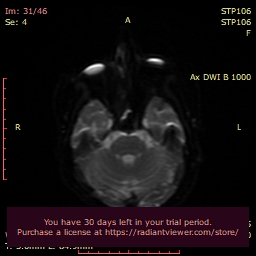 Im: 31/46
Se: 4
A
STP106
STP106
F
Ax DWI B 1000
R
L
You have 30 days left in your trial period.
Purchase a license at https://radiantviewer.com/store/